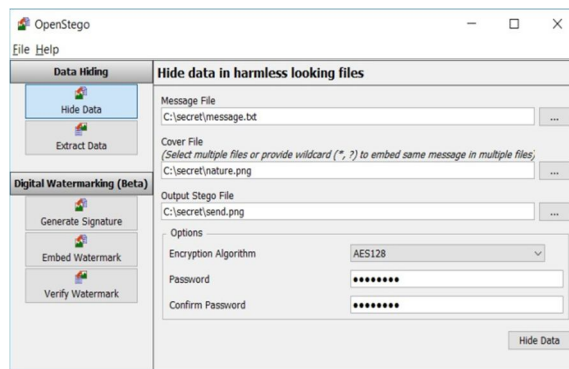 OpenStego
File Help
Data Hiding
Hide Data
Extract Data
Digital Watermarking (Beta)
Generate Signature
Embed Watermark
Verify Watermark
Hide data in harmless looking files
Message File
C:\secret\message.txt
...
Cover File
(Select multiple files or provide wildcard (*, ?) to embed same message in multiple files)
C:\secret\nature.png
...
Output Stego File
C:\secret\send.png
...
Options
Encryption Algorithm
AES128
Password
●●●●●●●●
Confirm Password
●●●●●●●●
Hide Data